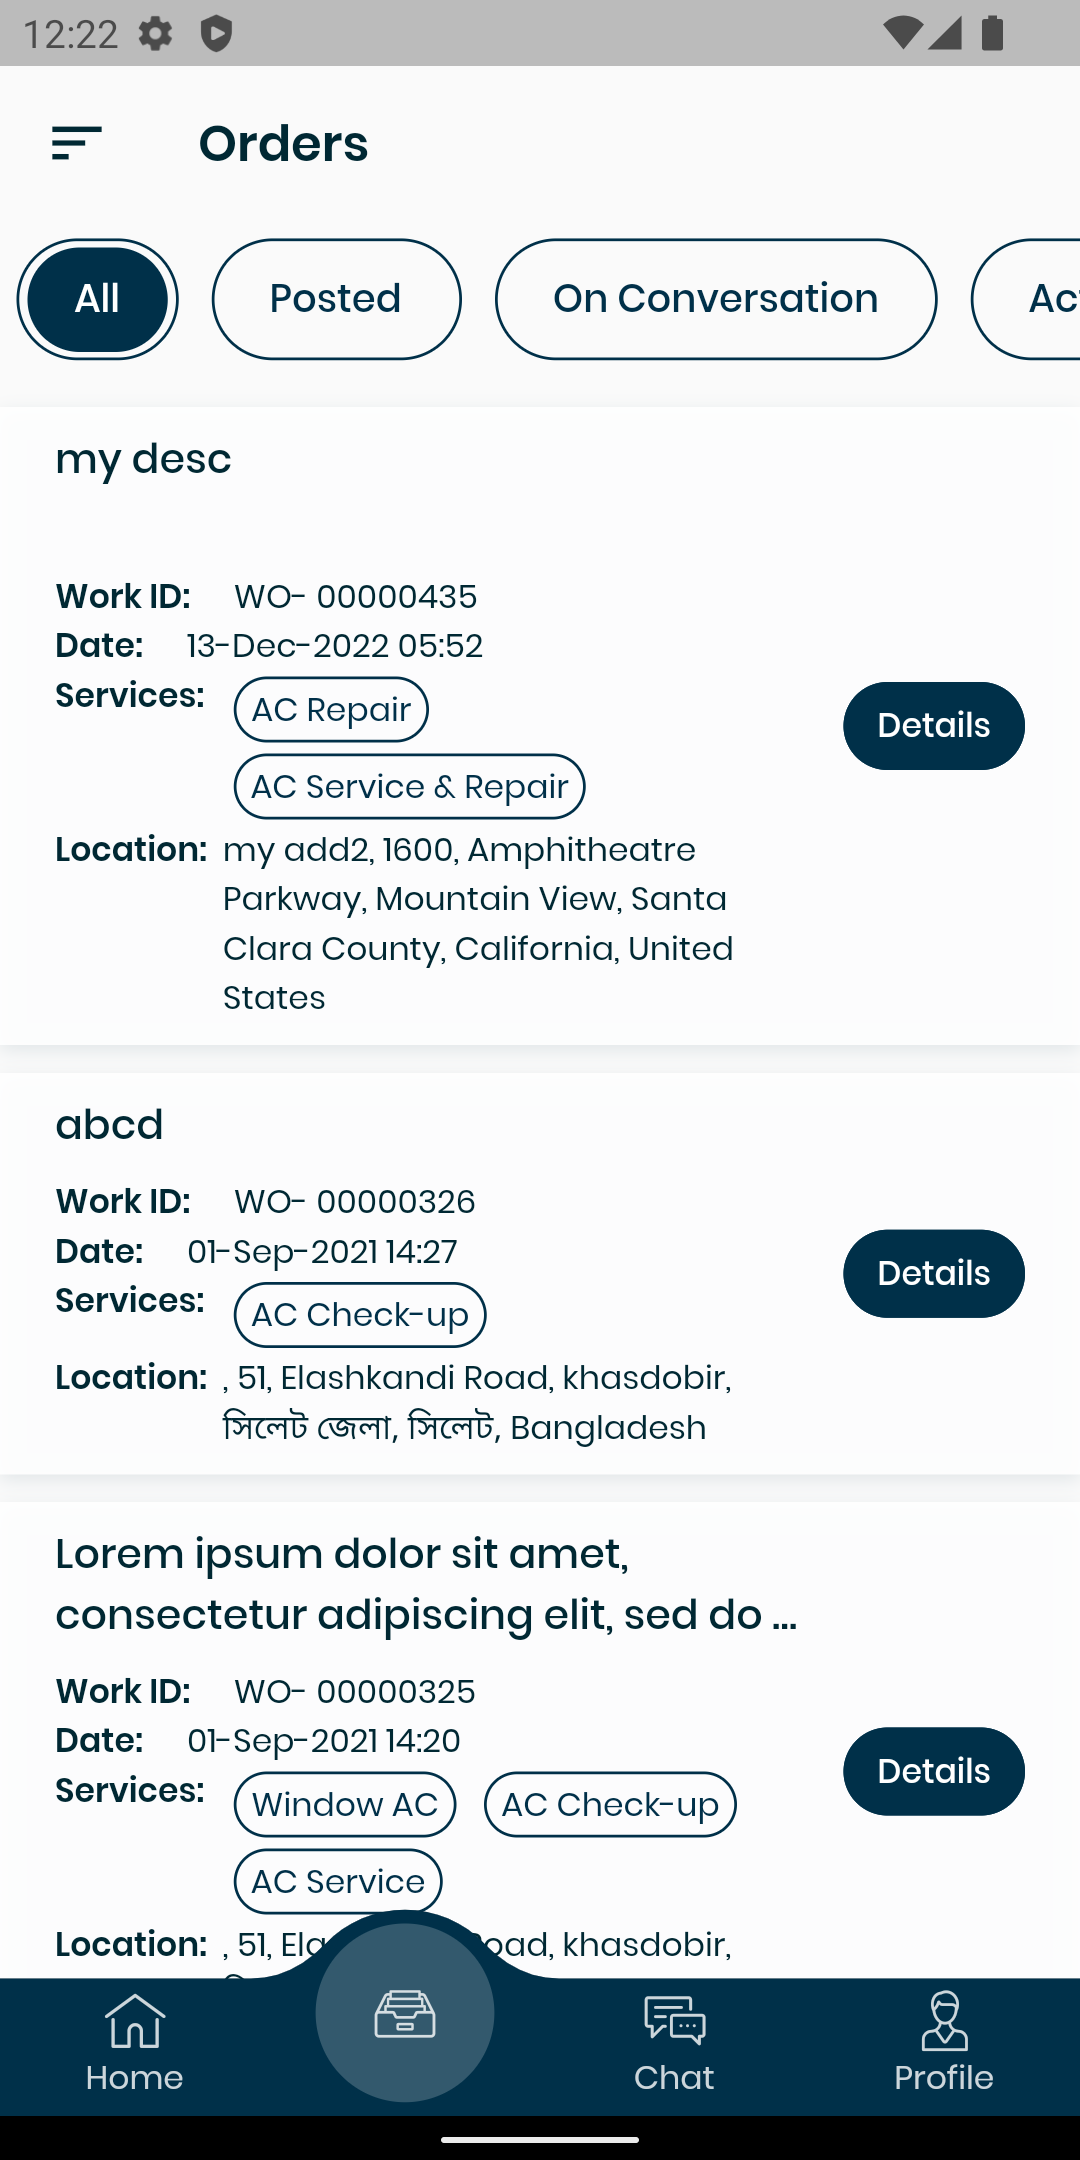 12:22
Orders
All
Posted
On Conversation
Work ID: WO- 00000435
my desc
Date: 13-Dec-2022 05:52
Services: AC Repair
AC Service & Repair
Details
Location: my add2, 1600, Amphitheatre
Parkway, Mountain View, Santa
Clara County, California, United
States
abcd
Work ID: WO- 00000326
Date: 01-Sep-2021 14:27
Services: AC Check-up
Details
Location: , 51, Elashkandi Road, khasdobir,
সিলেট জেলা, সিলেট, Bangladesh
Lorem ipsum dolor sit amet,
consectetur adipiscing elit, sed do ...
Work ID: WO- 00000325
Date: 01-Sep-2021 14:20
Services: Window AC AC Check-up
AC Service
Details
Location: , 51, khasdobir,
Home
Chat
Profile